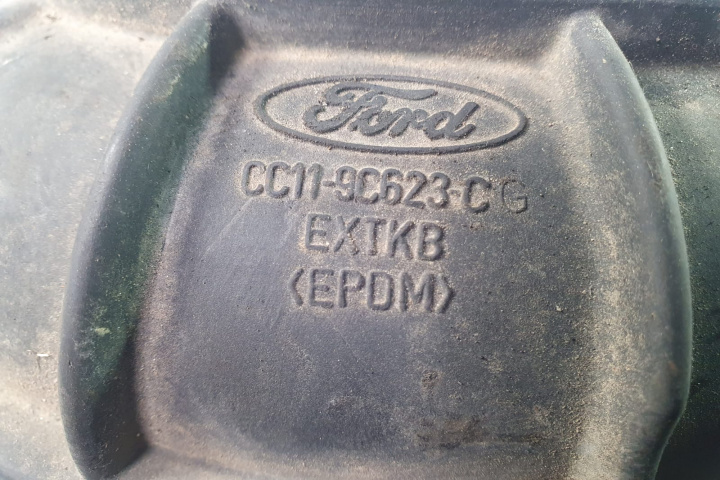 Ford
CC11-9C623-CG
EXTKB
<EPDM>